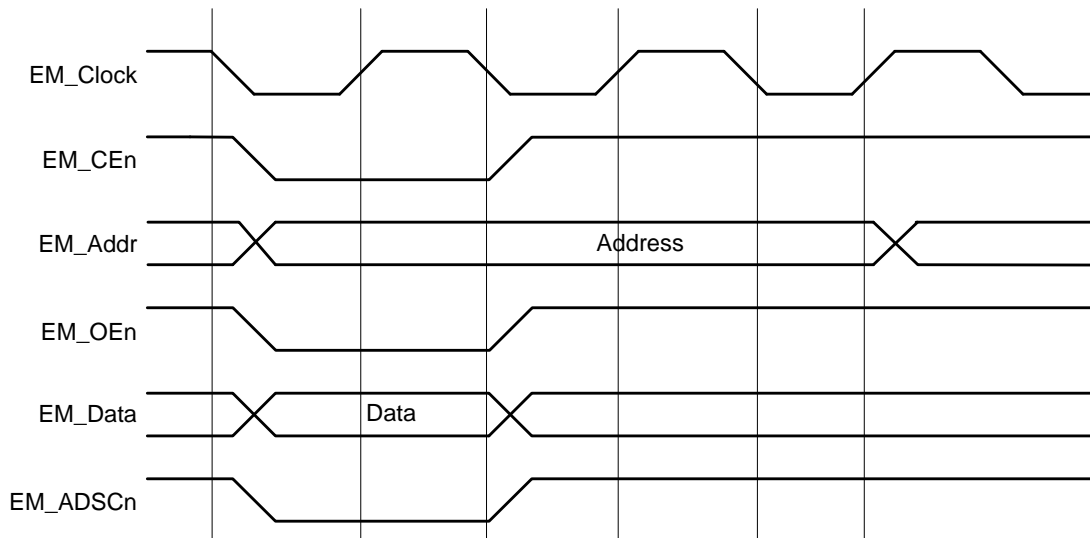 EM_Clock
EM_CEn
EM_Addr
Address
EM_OEn
EM_Data
Data
EM_ADSCn